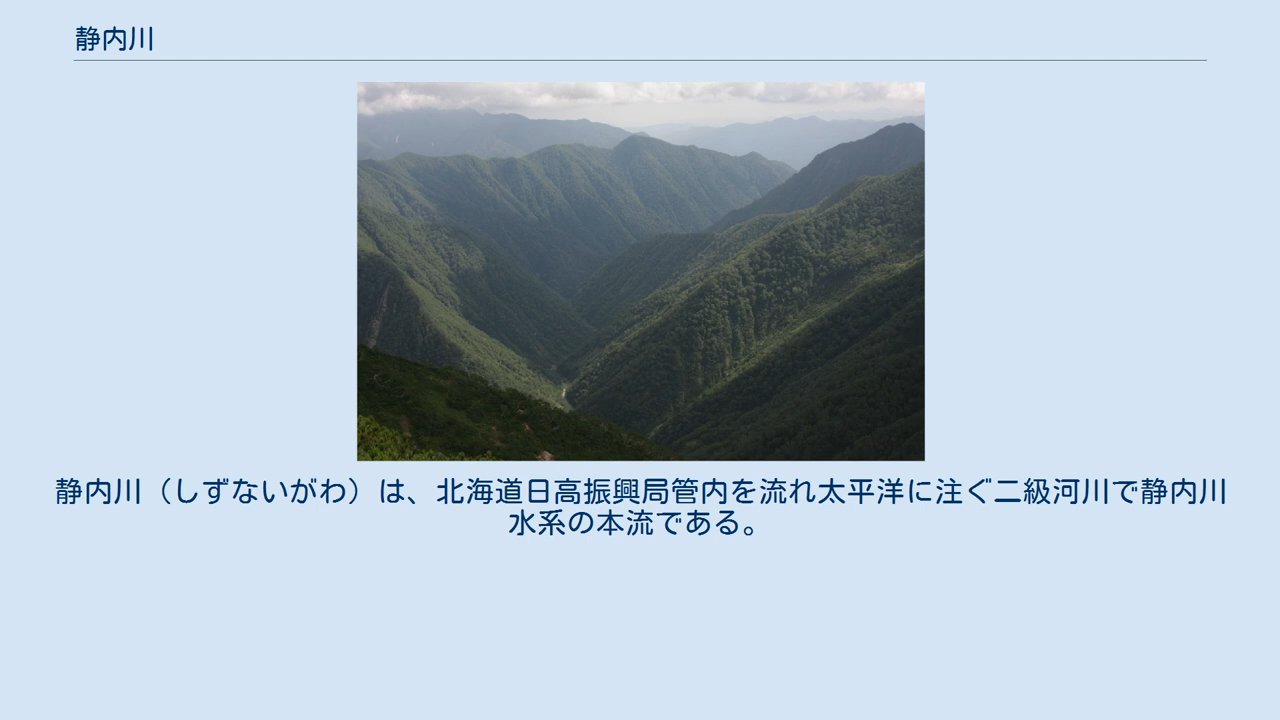 静内川
静内川（しずないがわ）は、北海道日高振興局管内を流れ太平洋に注ぐ二級河川で静内川
水系の本流である。